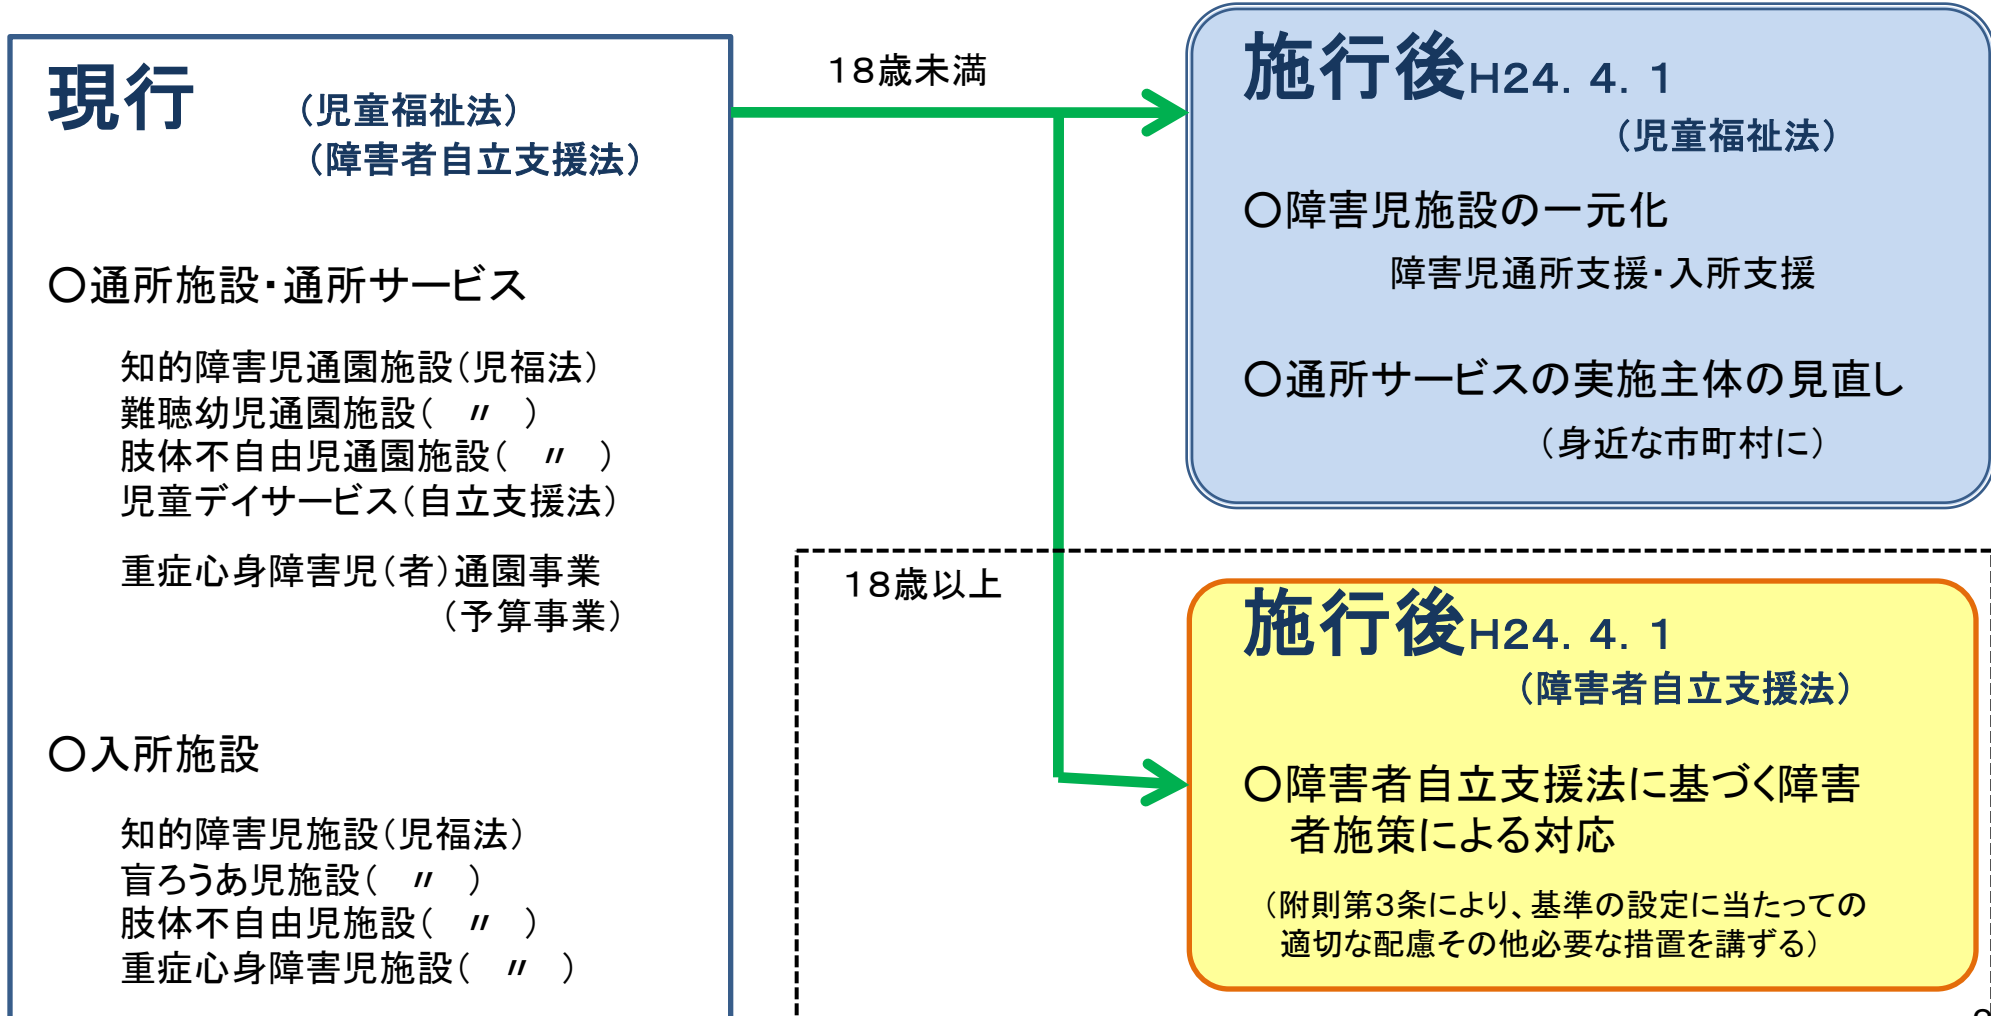 現行 （児童福祉法）
（障害者自立支援法）
○通所施設・通所サービス
知的障害児通園施設（児福法）
難聴幼児通園施設（　〃　）
肢体不自由児通園施設（　〃　）
児童デイサービス（自立支援法）
重症心身障害児（者）通園事業
（予算事業）
○入所施設
知的障害児施設（児福法）
盲ろうあ児施設（　〃　）
肢体不自由児施設（　〃　）
重症心身障害児施設（　〃　）
１８歳未満
施行後H24．4．1
（児童福祉法）
○障害児施設の一元化
障害児通所支援・入所支援
○通所サービスの実施主体の見直し
（身近な市町村に）
１８歳以上
施行後H24．4．1
（障害者自立支援法）
○障害者自立支援法に基づく障害
者施策による対応
（附則第３条により、基準の設定に当たっての
適切な配慮その他必要な措置を講ずる）